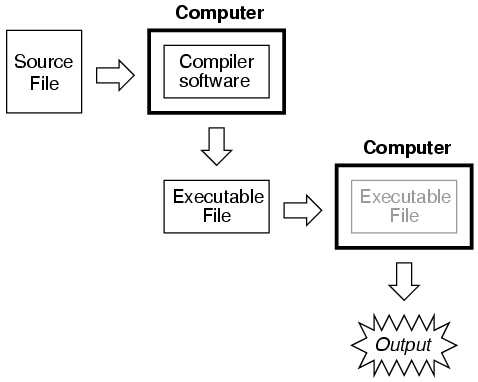 Computer
Source
File
Compiler
software
Computer
Executable
File
Executable
File
Output